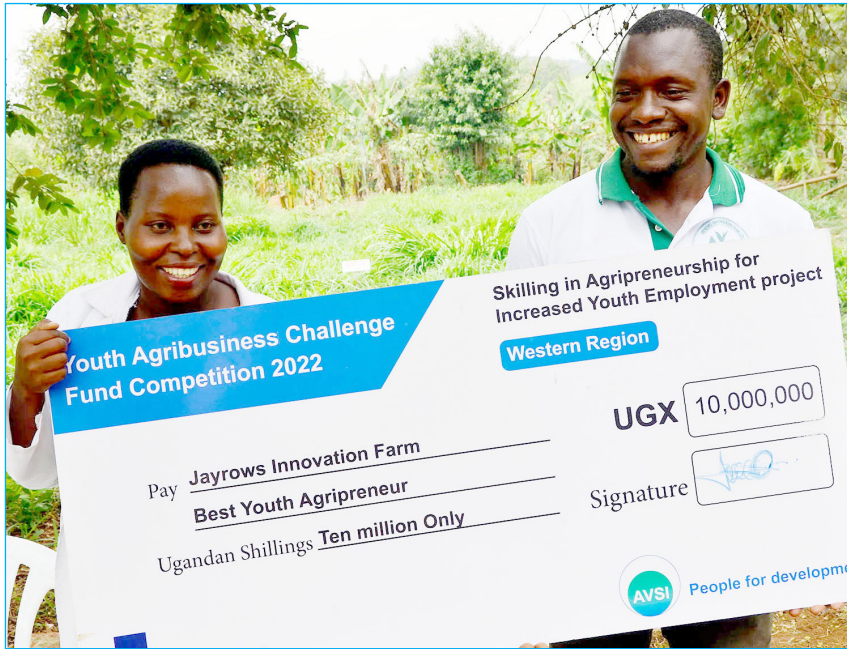 Youth Agribusiness Challenge
Fund Competition 2022
Skilling in Agripreneurship for
Increased Youth Employment project
Western Region
UGX 10,000,000
Pay Jayrows Innovation Farm
Best Youth Agripreneur
Ugandan Shillings Ten million Only
Signature
AVSI
People for developme